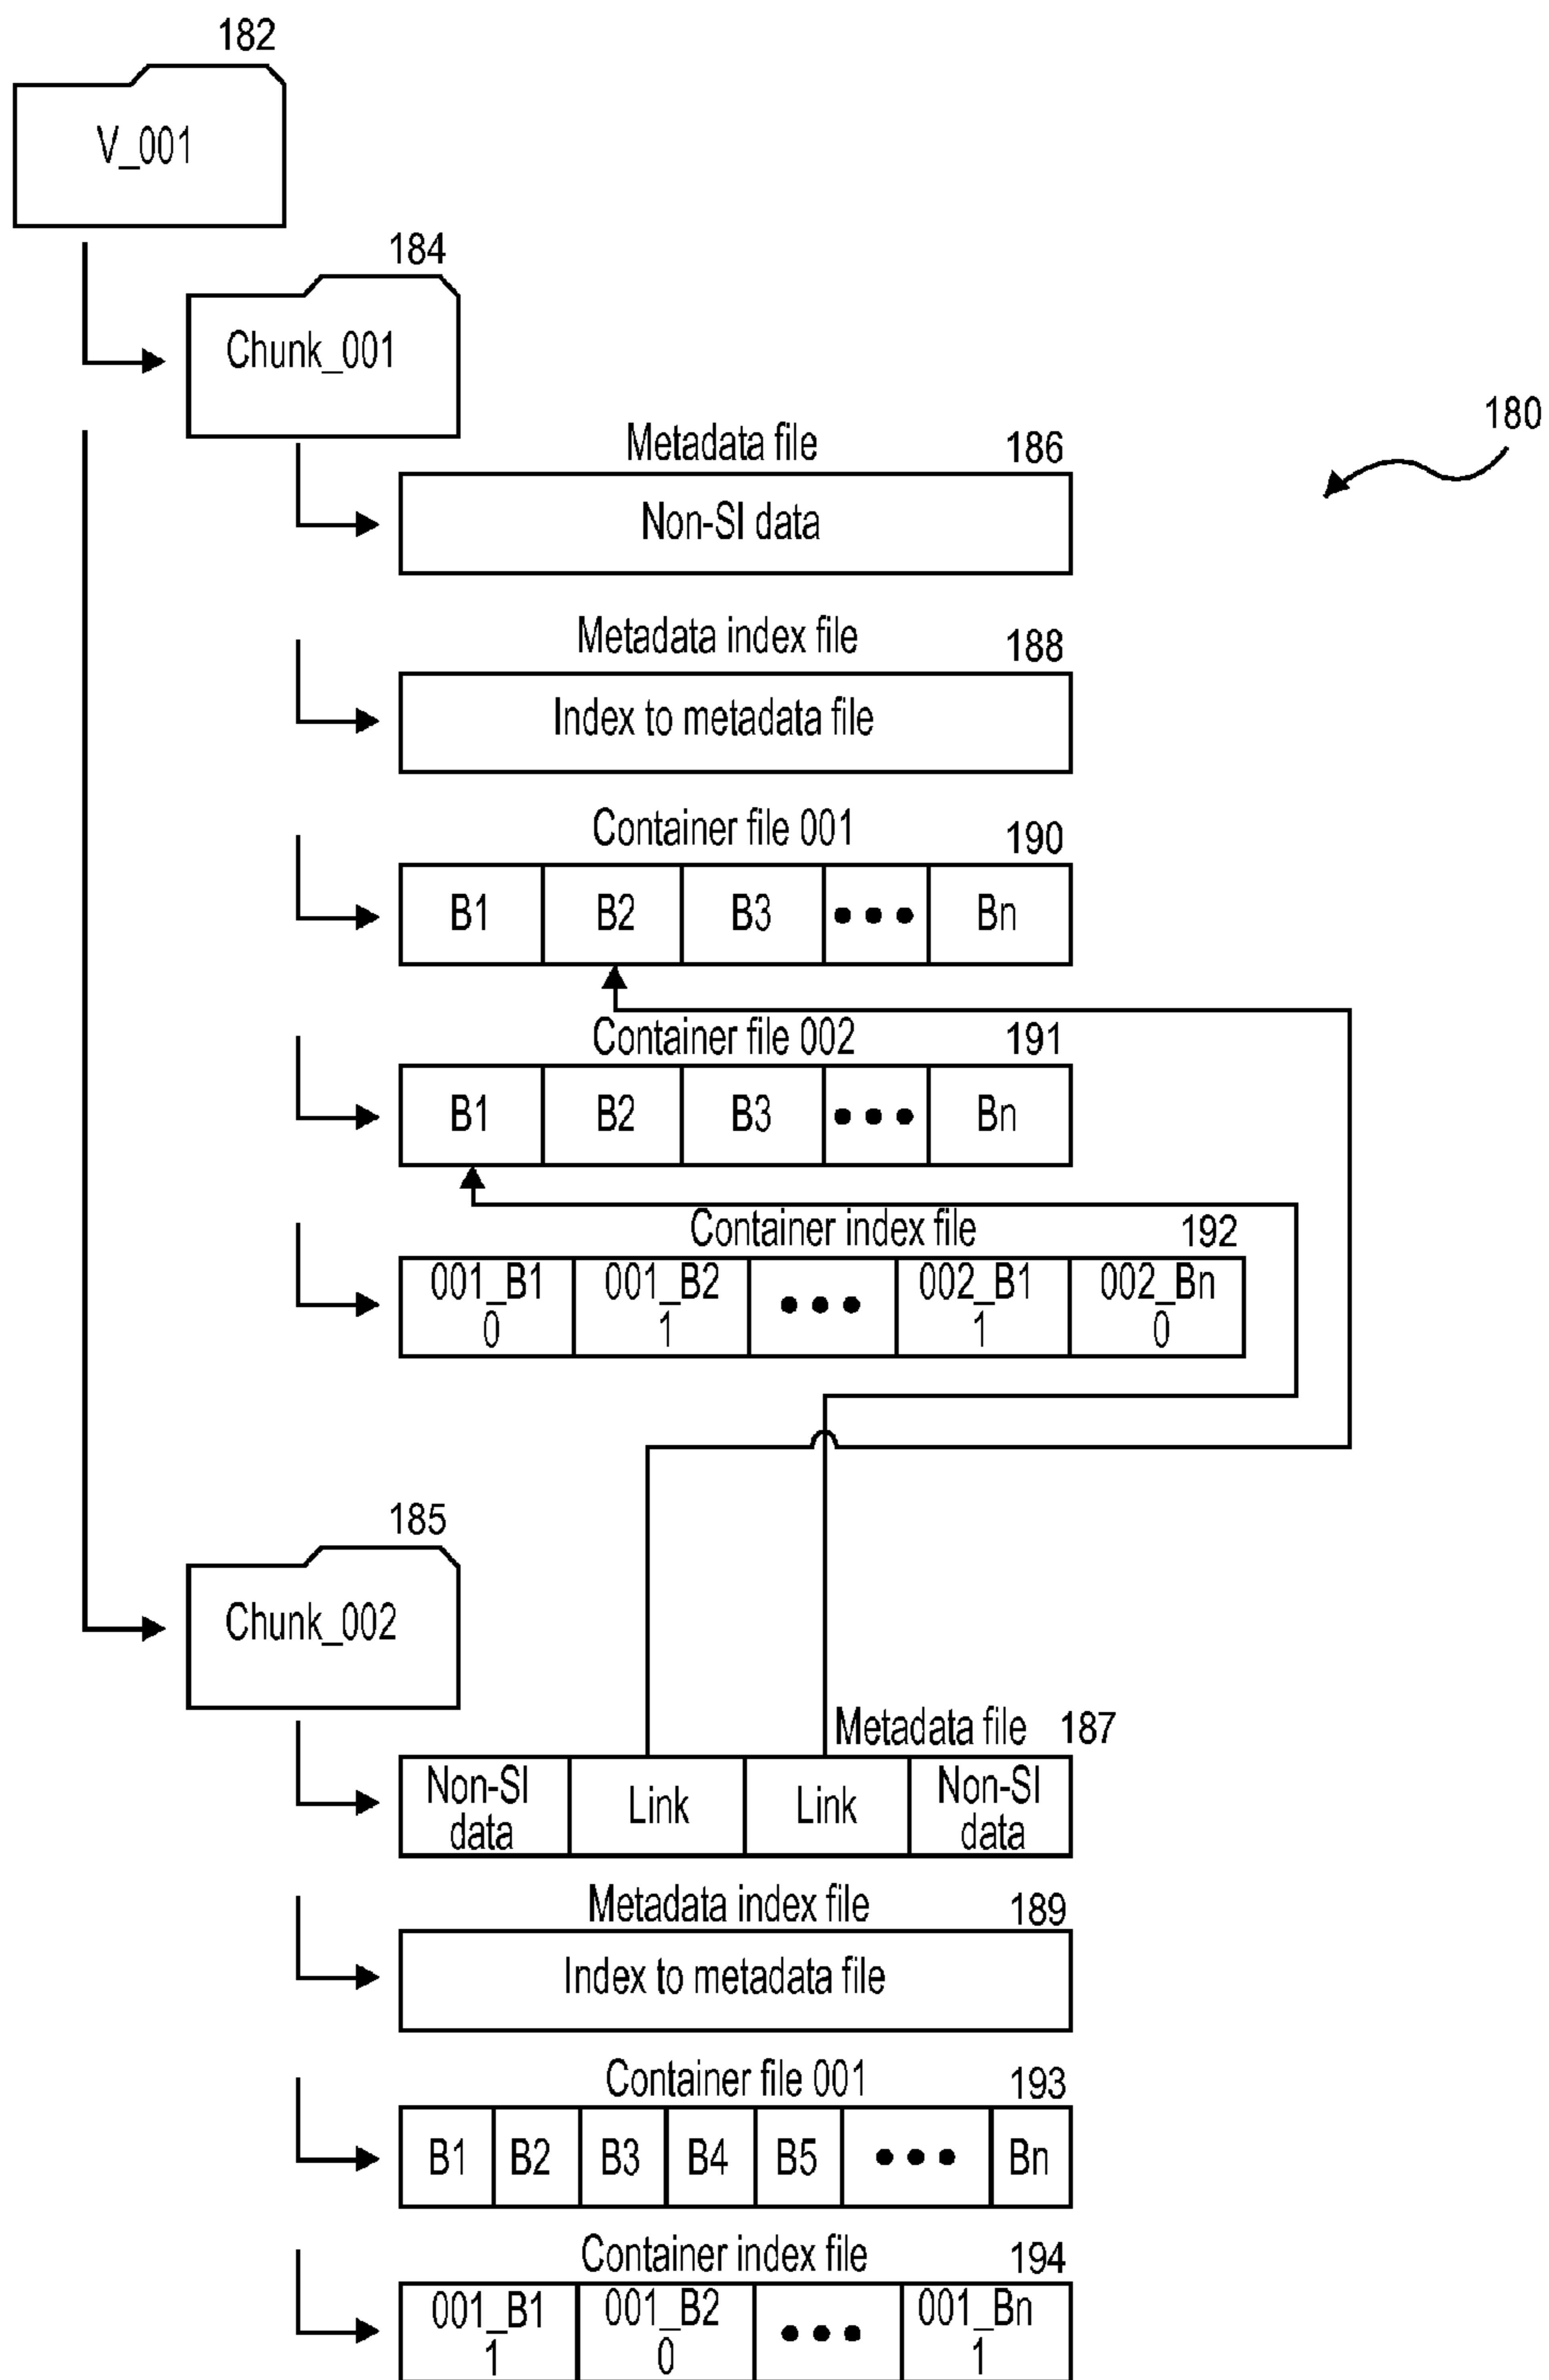 182
V_001
184
Chunk_001
180
Metadata file 186
Non-SI data
Metadata index file 188
Index to metadata file
Container file 001 190
B1 B2 B3 ••• Bn
Container file 002 191
B1 B2 B3 ••• Bn
Container index file 192
001_B1 001_B2 ••• 002_B1 002_Bn
0 1 1 0
185
Chunk_002
Metadata file 187
Non-SI Link Link Non-SI
data data
Metadata index file 189
Index to metadata file
Container file 001 193
B1 B2 B3 B4 B5 ••• Bn
Container index file 194
001_B1 001_B2 ••• 001_Bn
1 0 1